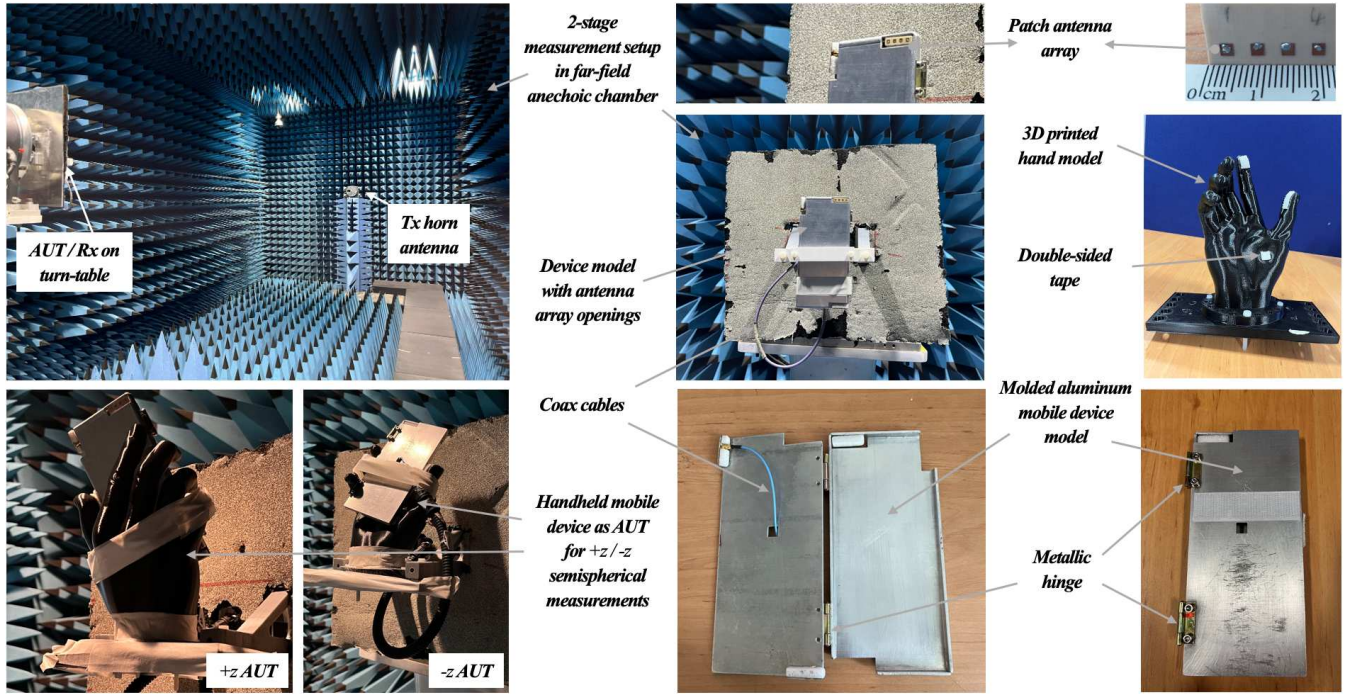 2-stage
measurement setup
in far-field
anechoic chamber
Patch antenna
array
0 cm 1 2
3D printed
hand model
Tx horn
antenna
AUT / Rx on
turn-table
Double-sided
tape
Device model
with antenna
array openings
Coax cables
Molded aluminum
mobile device
model
Handheld mobile
device as AUT
for +z / -z
semispherical
measurements
Metallic
hinge
+z AUT
-z AUT